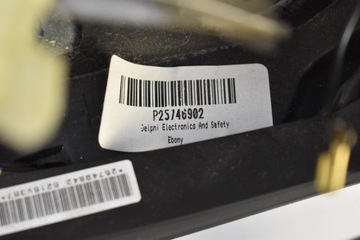 P25746902
Delphi Electronics And Safety
Ebony